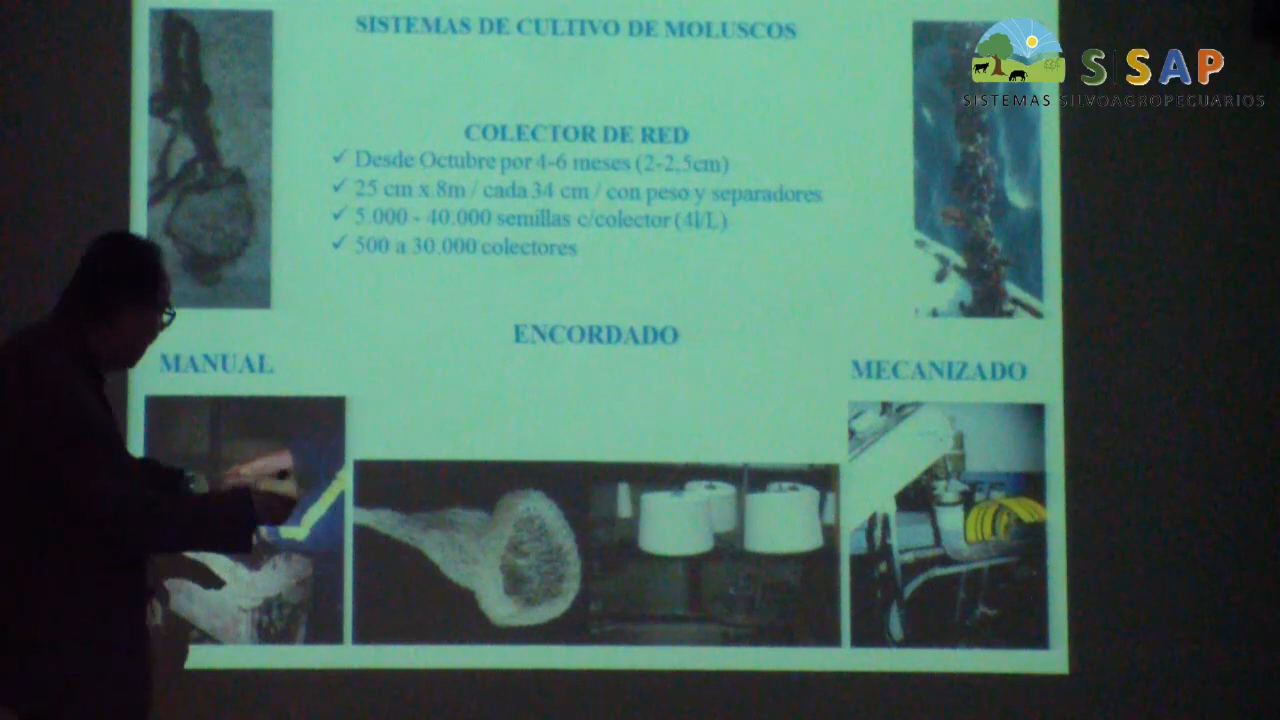 SISTEMAS DE CULTIVO DE MOLUSCOS
SISAP
SISTEMAS SILVOAGROPECUARIOS
COLECTOR DE RED
✓ Desde Octubre por 4-6 meses (2-2,5cm)
✓ 25 cm x 8m / cada 34 cm / con peso y separadores
✓ 5.000 - 40.000 semillas c/colector (4l/L)
✓ 500 a 30.000 colectores
ENCORDADO
MANUAL
MECANIZADO